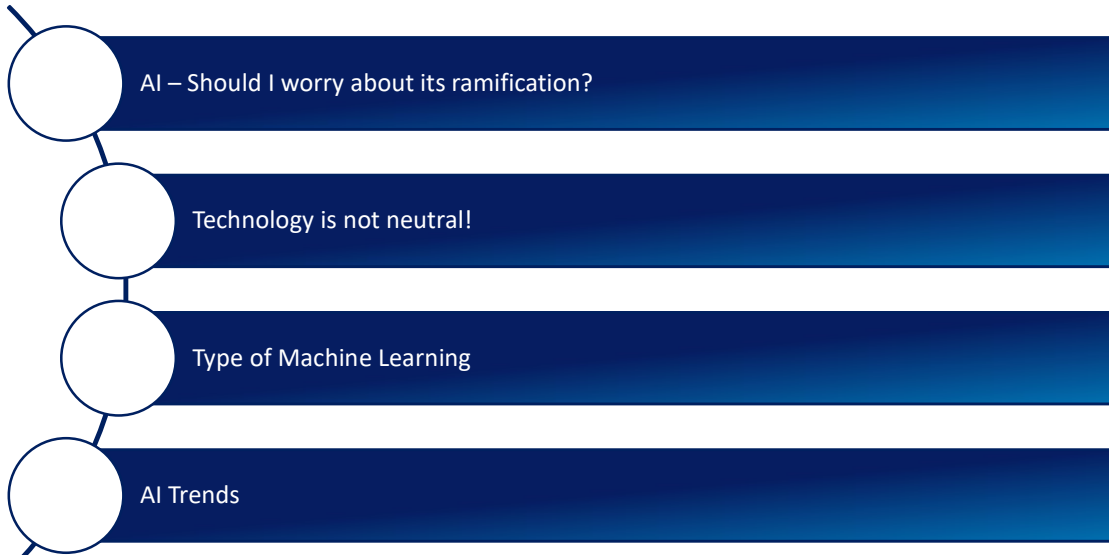 AI – Should I worry about its ramification?
Technology is not neutral!
Type of Machine Learning
AI Trends